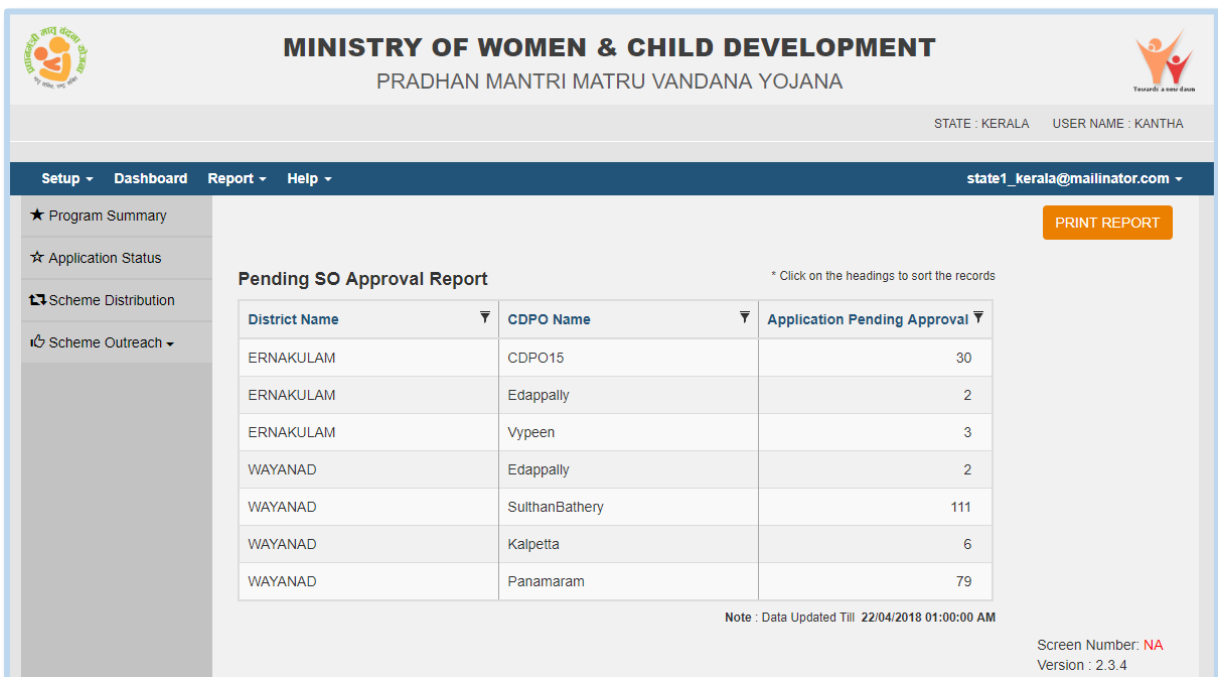 MINISTRY OF WOMEN & CHILD DEVELOPMENT
PRADHAN MANTRI MATRU VANDANA YOJANA
Towards a new dawn
STATE : KERALA USER NAME : KANTHA
Setup Dashboard Report Help state1_kerala@mailinator.com
Program Summary
PRINT REPORT
Application Status
Pending SO Approval Report * Click on the headings to sort the records
Scheme Distribution
District Name CDPO Name Application Pending Approval
Scheme Outreach
ERNAKULAM CDPO15 30
ERNAKULAM Edappally 2
ERNAKULAM Vypeen 3
WAYANAD Edappally 2
WAYANAD SulthanBathery 111
WAYANAD Kalpetta 6
WAYANAD Panamaram 79
Note : Data Updated Till 22/04/2018 01:00:00 AM
Screen Number: NA
Version : 2.3.4